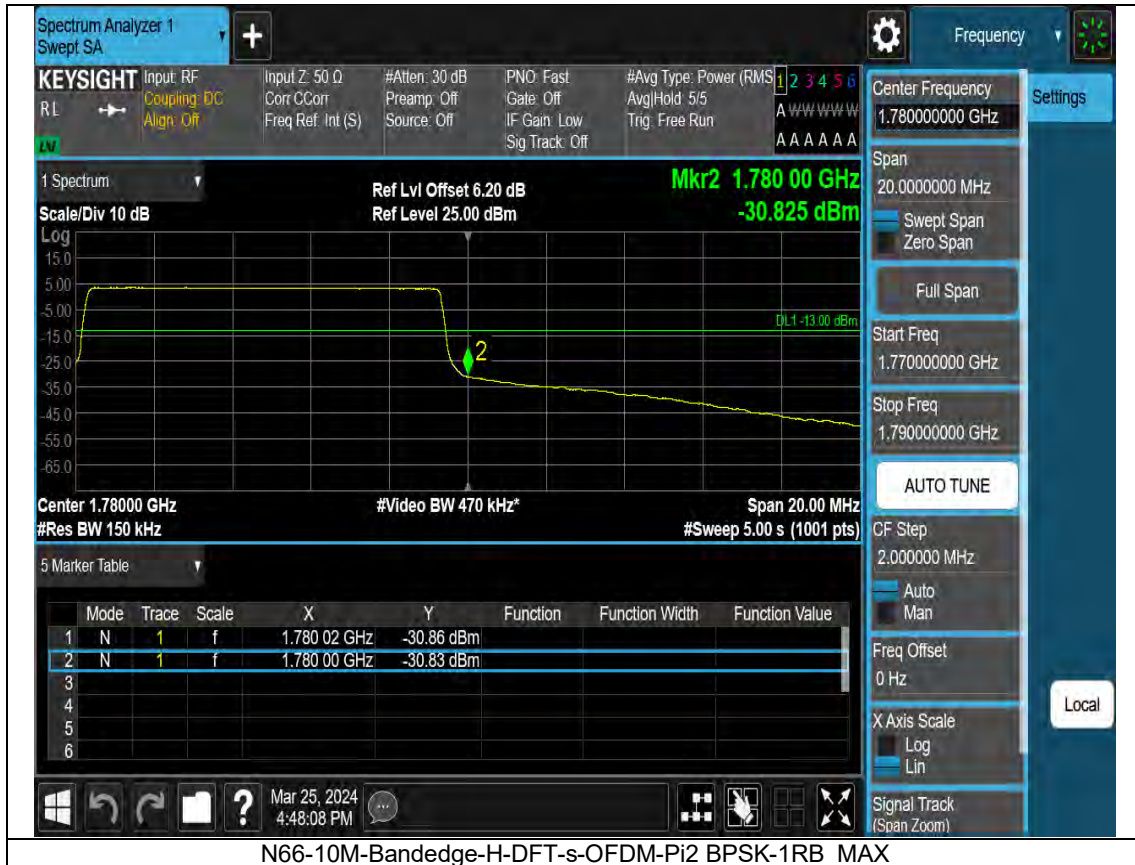 Spectrum Analyzer 1
Swept SA
Frequency
KEYSIGHT
RL
Input: RF
Coupling: DC
Align: Off
Input Z: 50 Ω
Corr CCorr
Freq Ref: Int (S)
#Atten: 30 dB
Preamp: Off
Source: Off
PNO: Fast
Gate: Off
IF Gain: Low
Sig Track: Off
#Avg Type: Power (RMS
Avg|Hold: 5/5
Trig: Free Run
1 2 3 4 5 6
A W W W W W
A A A A A A
1 Spectrum
Scale/Div 10 dB
Ref Lvl Offset 6.20 dB
Ref Level 25.00 dBm
Mkr2 1.780 00 GHz
-30.825 dBm
Log
15.0
5.00
-5.00
-15.0
-25.0
-35.0
-45.0
-55.0
-65.0
DL1 -13.00 dBm
2
Center 1.78000 GHz
#Video BW 470 kHz*
Span 20.00 MHz
#Res BW 150 kHz
#Sweep 5.00 s (1001 pts)
5 Marker Table
Mode Trace Scale X Y Function Function Width Function Value
1 N 1 f 1.780 02 GHz -30.86 dBm
2 N 1 f 1.780 00 GHz -30.83 dBm
3
4
5
6
Mar 25, 2024
4:48:08 PM
Center Frequency
1.780000000 GHz
Settings
Span
20.0000000 MHz
Swept Span
Zero Span
Full Span
Start Freq
1.770000000 GHz
Stop Freq
1.790000000 GHz
AUTO TUNE
CF Step
2.000000 MHz
Auto
Man
Freq Offset
0 Hz
Local
X Axis Scale
Log
Lin
Signal Track
(Span Zoom)
N66-10M-Bandedge-H-DFT-s-OFDM-Pi2 BPSK-1RB_MAX